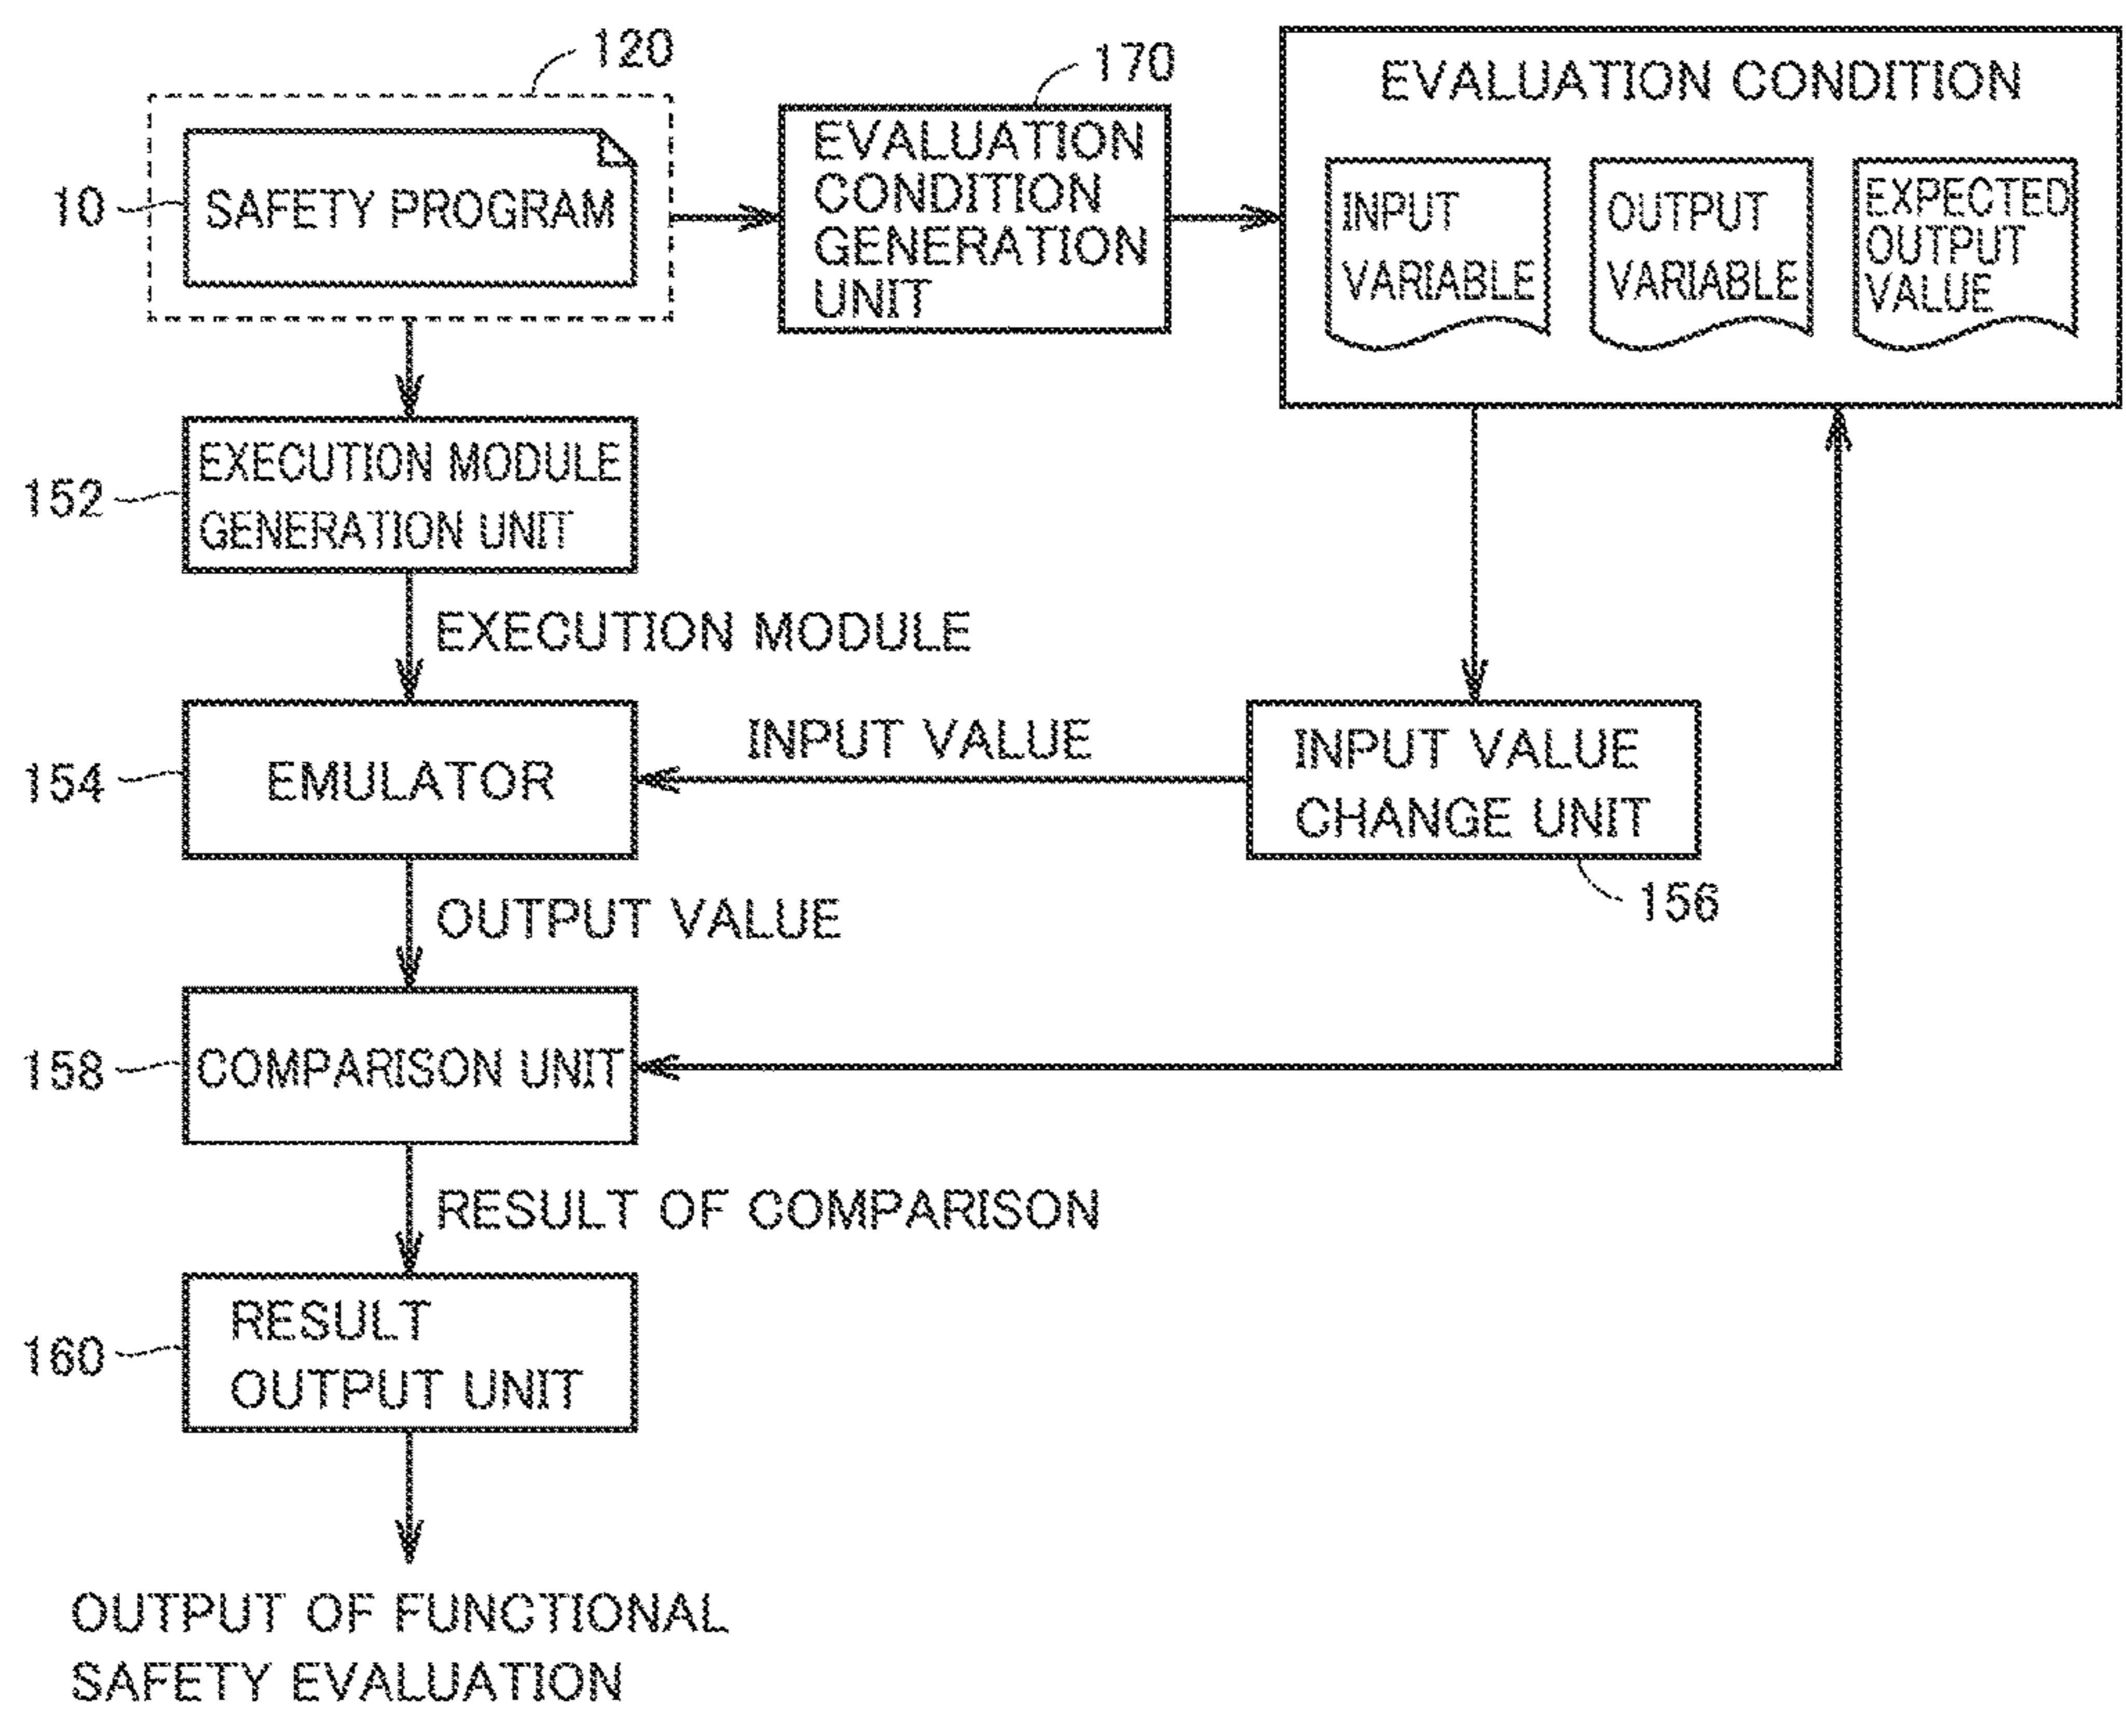 120
170
EVALUATION CONDITION
10
SAFETY PROGRAM
EVALUATION
CONDITION
GENERATION
UNIT
INPUT
VARIABLE
OUTPUT
VARIABLE
EXPECTED
OUTPUT
VALUE
152
EXECUTION MODULE
GENERATION UNIT
EXECUTION MODULE
154
EMULATOR
INPUT VALUE
INPUT VALUE
CHANGE UNIT
156
OUTPUT VALUE
158
COMPARISON UNIT
RESULT OF COMPARISON
160
RESULT
OUTPUT UNIT
OUTPUT OF FUNCTIONAL
SAFETY EVALUATION